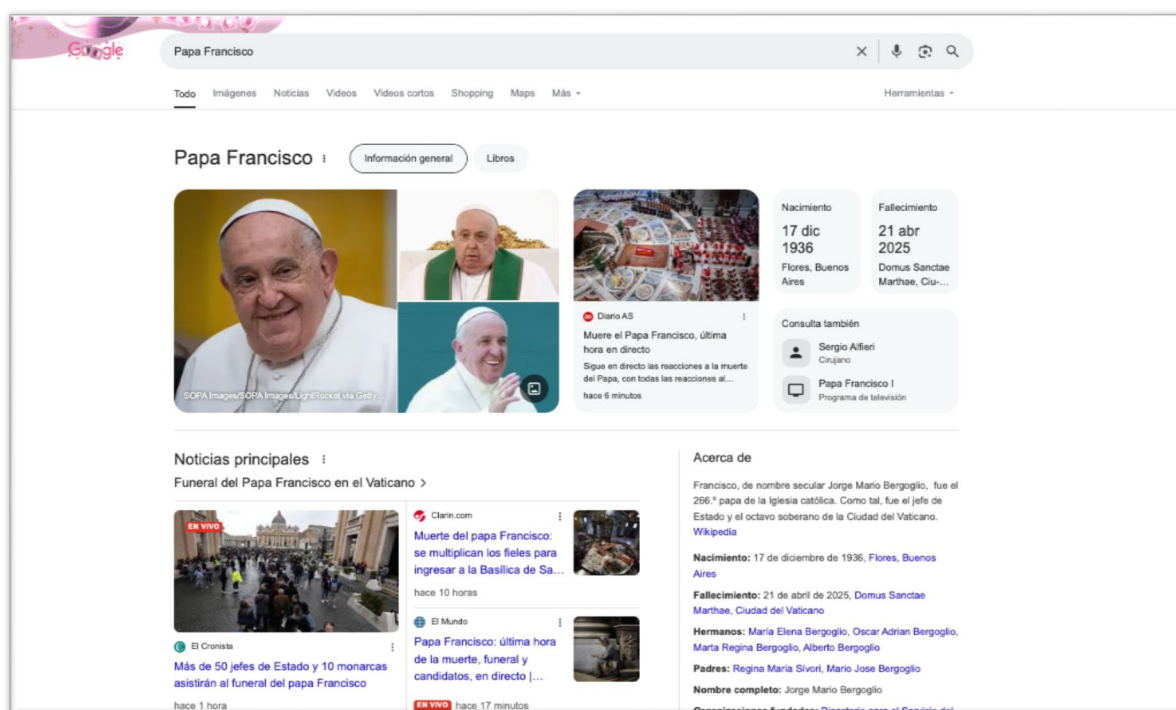 Google
Papa Francisco
Todo Imágenes Noticias Videos Videos cortos Shopping Maps Más
Herramientas
Papa Francisco
Información general
Libros
SOPA Images/SOPA Images/LightRocket via Getty...
Diario AS
Muere el Papa Francisco, última
hora en directo
Sigue en directo las reacciones a la muerte
del Papa, con todas las reacciones al...
hace 6 minutos
Nacimiento
17 dic
1936
Flores, Buenos
Aires
Fallecimiento
21 abr
2025
Domus Sanctae
Marthae, Ciu-...
Consulta también
Sergio Alfieri
Cirujano
Papa Francisco I
Programa de televisión
Noticias principales
Funeral del Papa Francisco en el Vaticano >
EN VIVO
El Cronista
Más de 50 jefes de Estado y 10 monarcas
asistirán al funeral del papa Francisco
hace 1 hora
Clarin.com
Muerte del papa Francisco:
se multiplican los fieles para
ingresar a la Basílica de Sa...
hace 10 horas
El Mundo
Papa Francisco: última hora
de la muerte, funeral y
candidatos, en directo |...
EN VIVO hace 17 minutos
Acerca de
Francisco, de nombre secular Jorge Mario Bergoglio, fue el
266.º papa de la Iglesia católica. Como tal, fue el jefe de
Estado y el octavo soberano de la Ciudad del Vaticano.
Wikipedia
Nacimiento: 17 de diciembre de 1936, Flores, Buenos
Aires
Fallecimiento: 21 de abril de 2025, Domus Sanctae
Marthae, Ciudad del Vaticano
Hermanos: María Elena Bergoglio, Oscar Adrian Bergoglio,
Marta Regina Bergoglio, Alberto Bergoglio
Padres: Regina María Sívori, Mario Jose Bergoglio
Nombre completo: Jorge Mario Bergoglio